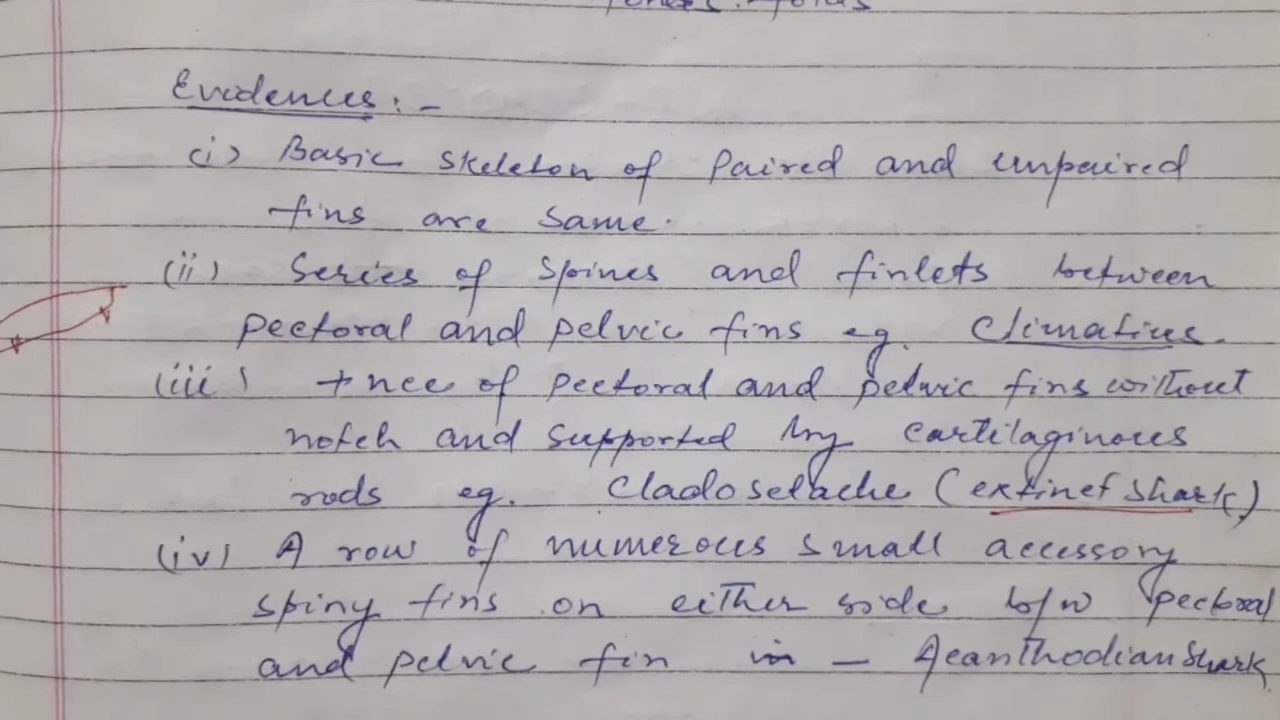 Evidences :-
(i) Basic skeleton of Paired and unpaired
fins are same.
(ii) Series of spines and finlets between
pectoral and pelvic fins eg. Climatius.
(iii) +nce of pectoral and pelvic fins without
notch and supported by cartilaginous
rods eg. Cladoselache (extinct shark)
(iv) A row of numerous small accessory
spiny fins on either side b/w pectoral
and pelvic fin in - Acanthodian Shark